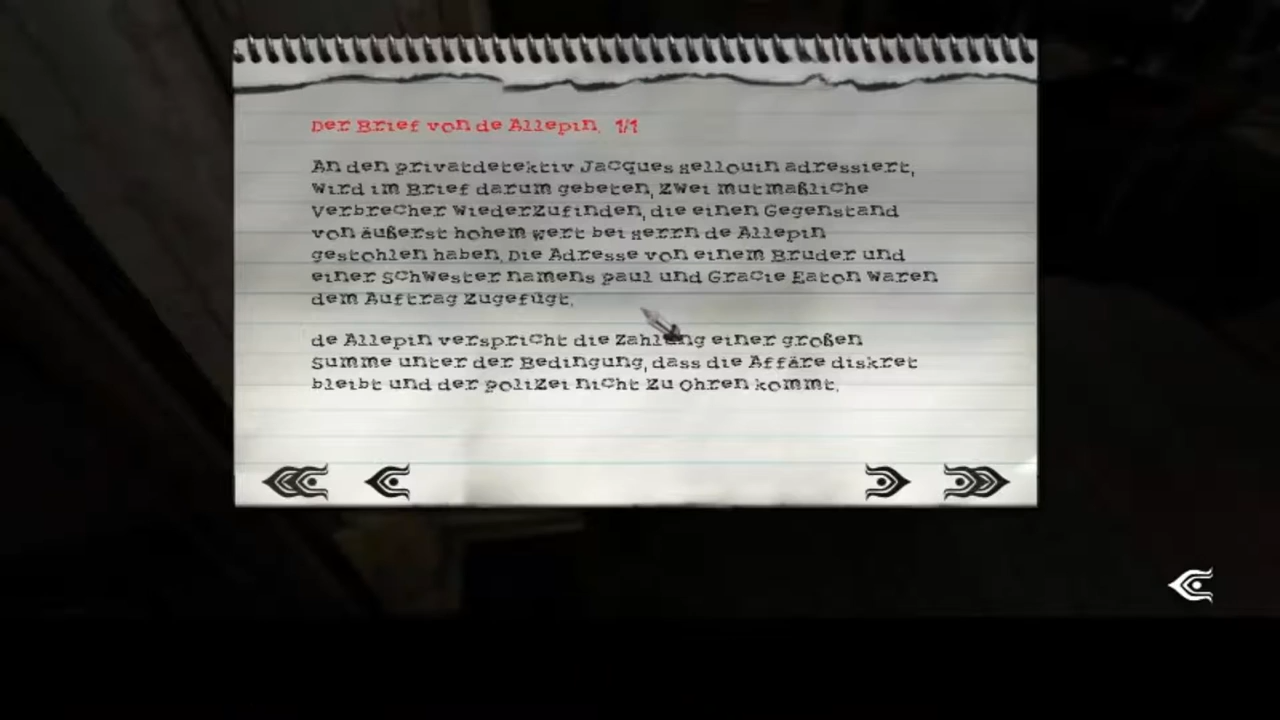 Der Brief von de Allepin. 1/1
An den Privatdetektiv Jacques Hellouin adressiert,
wird im Brief darum gebeten, zwei mutmaßliche
Verbrecher wiederzufinden, die einen Gegenstand
von äußerst hohem Wert bei Herrn de Allepin
gestohlen haben. Die Adresse von einem Bruder und
einer Schwester namens Paul und Gracie Eaton waren
dem Auftrag zugefügt.
de Allepin verspricht die Zahlung einer großen
Summe unter der Bedingung, dass die Affäre diskret
bleibt und der Polizei nicht zu Ohren kommt.